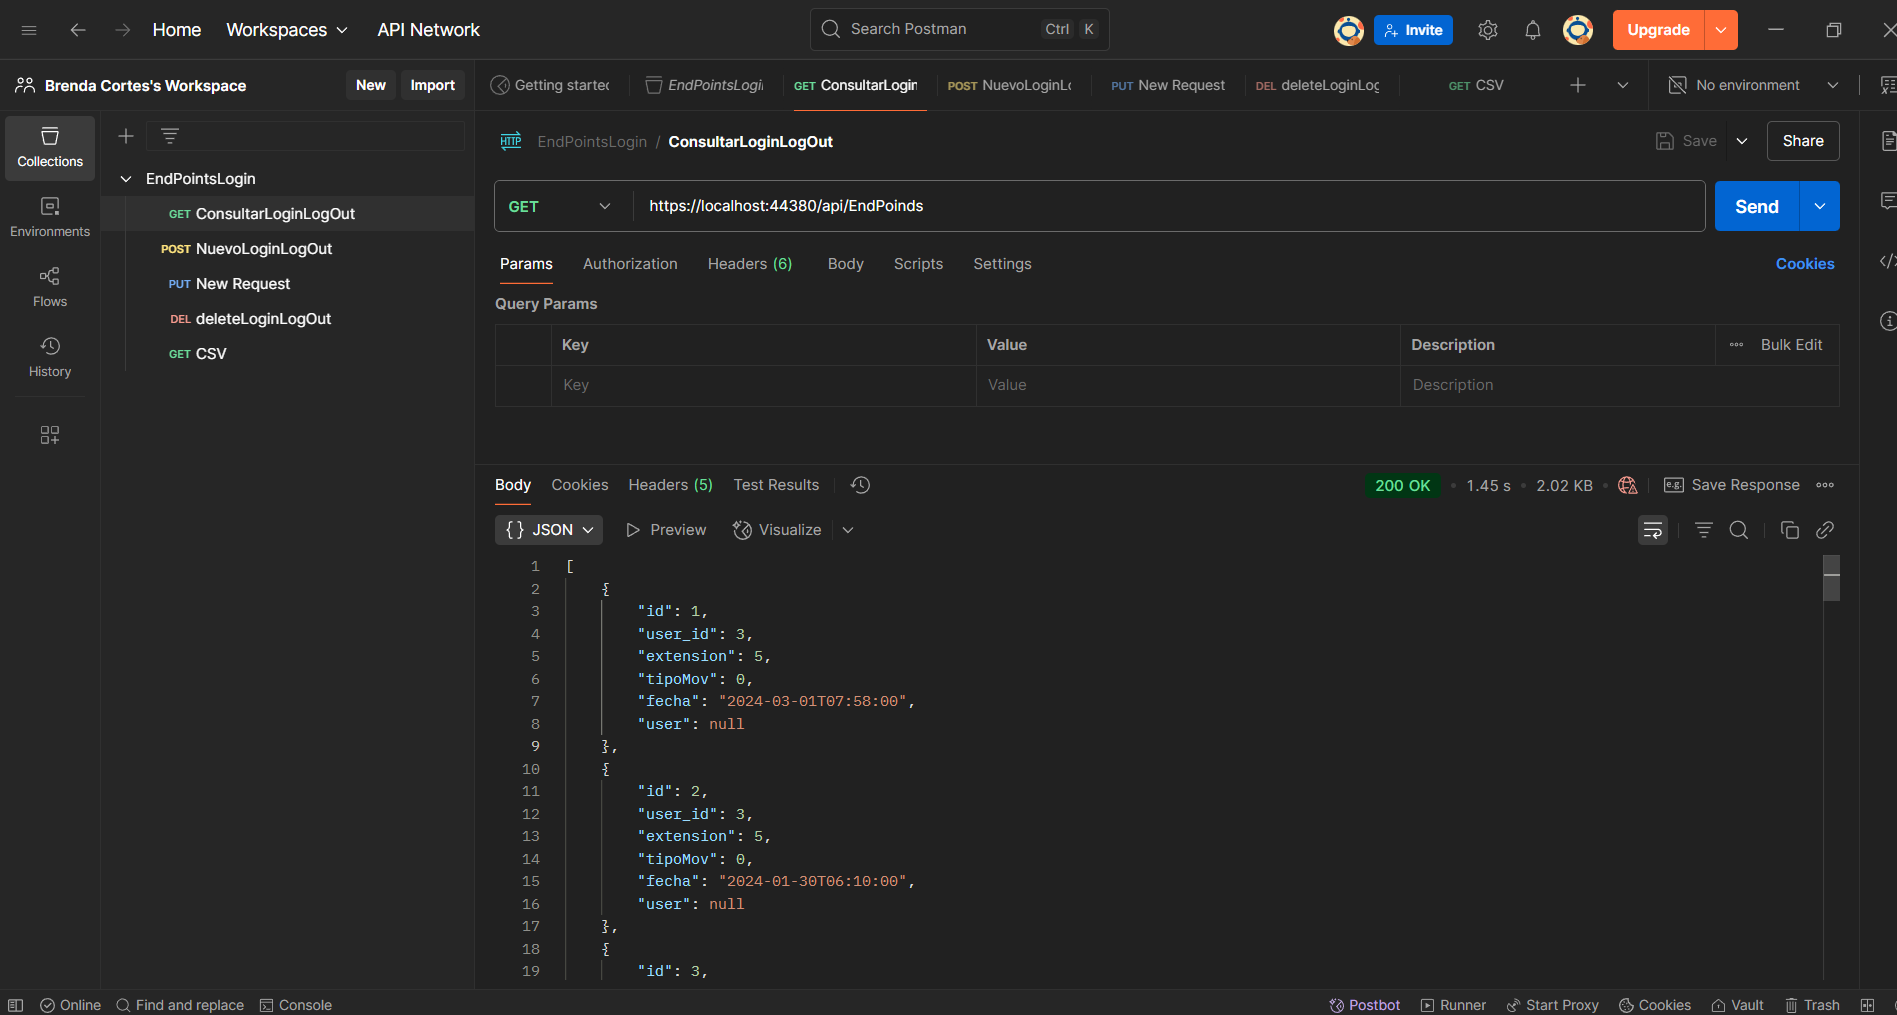 Home Workspaces API Network Search Postman Ctrl K Invite Upgrade
Brenda Cortes's Workspace New Import
Getting started EndPointsLogi GET ConsultarLogin POST NuevoLoginLo PUT New Request DEL deleteLoginLog GET CSV No environment
Collections
Environments
Flows
History
EndPointsLogin
GET ConsultarLoginLogOut
POST NuevoLoginLogOut
PUT New Request
DEL deleteLoginLogOut
GET CSV
HTTP EndPointsLogin / ConsultarLoginLogOut Save Share
GET https://localhost:44380/api/EndPoinds Send
Params Authorization Headers (6) Body Scripts Settings Cookies
Query Params
Key Value Description Bulk Edit
Key Value Description
Body Cookies Headers (5) Test Results 200 OK 1.45 s 2.02 KB e.g. Save Response
{} JSON Preview Visualize
1 [
2 {
3 "id": 1,
4 "user_id": 3,
5 "extension": 5,
6 "tipoMov": 0,
7 "fecha": "2024-03-01T07:58:00",
8 "user": null
9 },
10 {
11 "id": 2,
12 "user_id": 3,
13 "extension": 5,
14 "tipoMov": 0,
15 "fecha": "2024-01-30T06:10:00",
16 "user": null
17 },
18 {
19 "id": 3,
Online Find and replace Console Postbot Runner Start Proxy Cookies Vault Trash